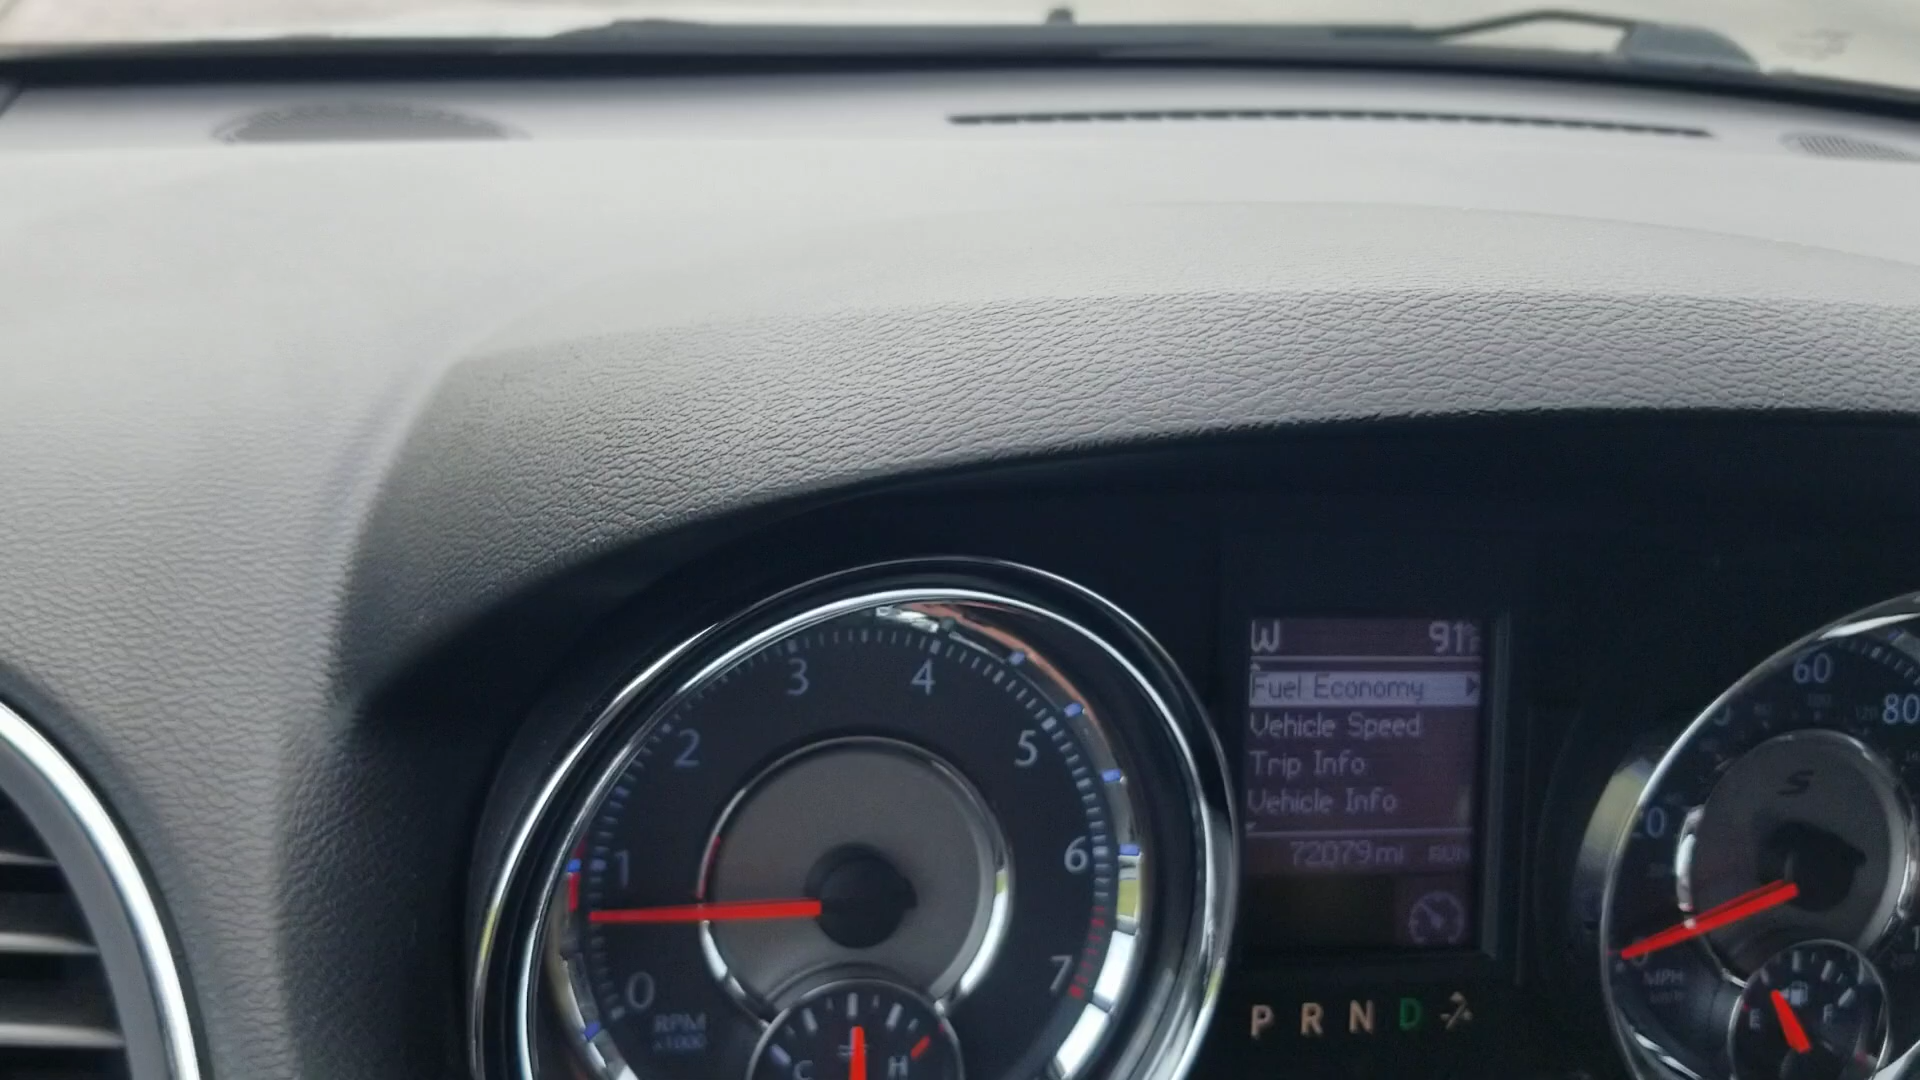 W 91°F
Fuel Economy
Vehicle Speed
Trip Info
Vehicle Info
72079mi RUN
P R N D
0 1 2 3 4 5 6 7
RPM
x1000
C H
60
80
MPH
E F